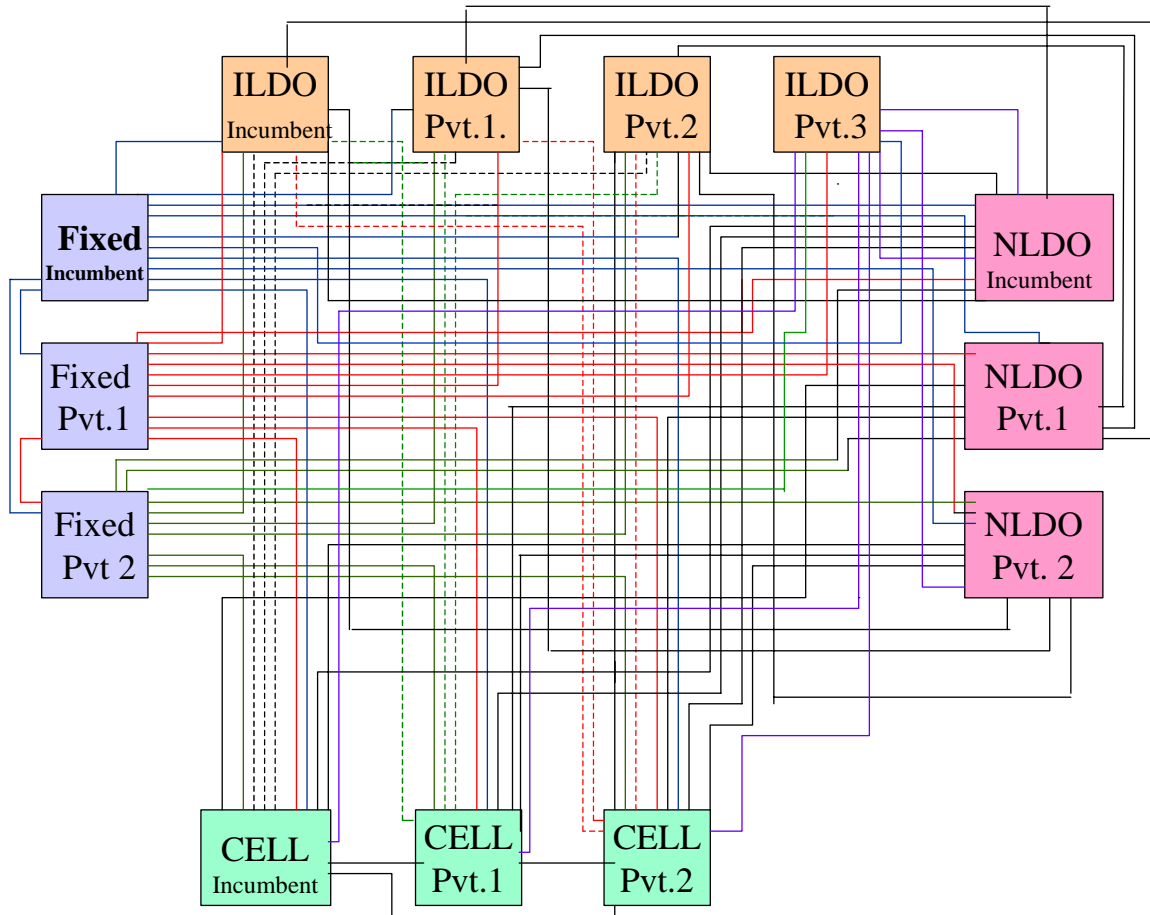 ILDO
Incumbent
ILDO
Pvt.1.
ILDO
Pvt.2
ILDO
Pvt.3
Fixed
Incumbent
NLDO
Incumbent
Fixed
Pvt.1
NLDO
Pvt.1
Fixed
Pvt 2
NLDO
Pvt. 2
CELL
Incumbent
CELL
Pvt.1
CELL
Pvt.2